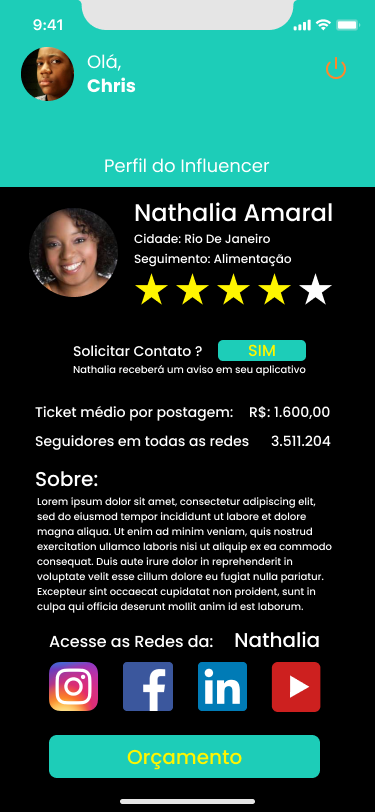 9:41
Olá,
Chris
Perfil do Influencer
Nathalia Amaral
Cidade: Rio De Janeiro
Seguimento: Alimentação
Solicitar Contato ? SIM
Nathalia receberá um aviso em seu aplicativo
Ticket médio por postagem: R$: 1.600,00
Seguidores em todas as redes 3.511.204
Sobre:
Lorem ipsum dolor sit amet, consectetur adipiscing elit,
sed do eiusmod tempor incididunt ut labore et dolore
magna aliqua. Ut enim ad minim veniam, quis nostrud
exercitation ullamco laboris nisi ut aliquip ex ea commodo
consequat. Duis aute irure dolor in reprehenderit in
voluptate velit esse cillum dolore eu fugiat nulla pariatur.
Excepteur sint occaecat cupidatat non proident, sunt in
culpa qui officia deserunt mollit anim id est laborum.
Acesse as Redes da: Nathalia
Orçamento